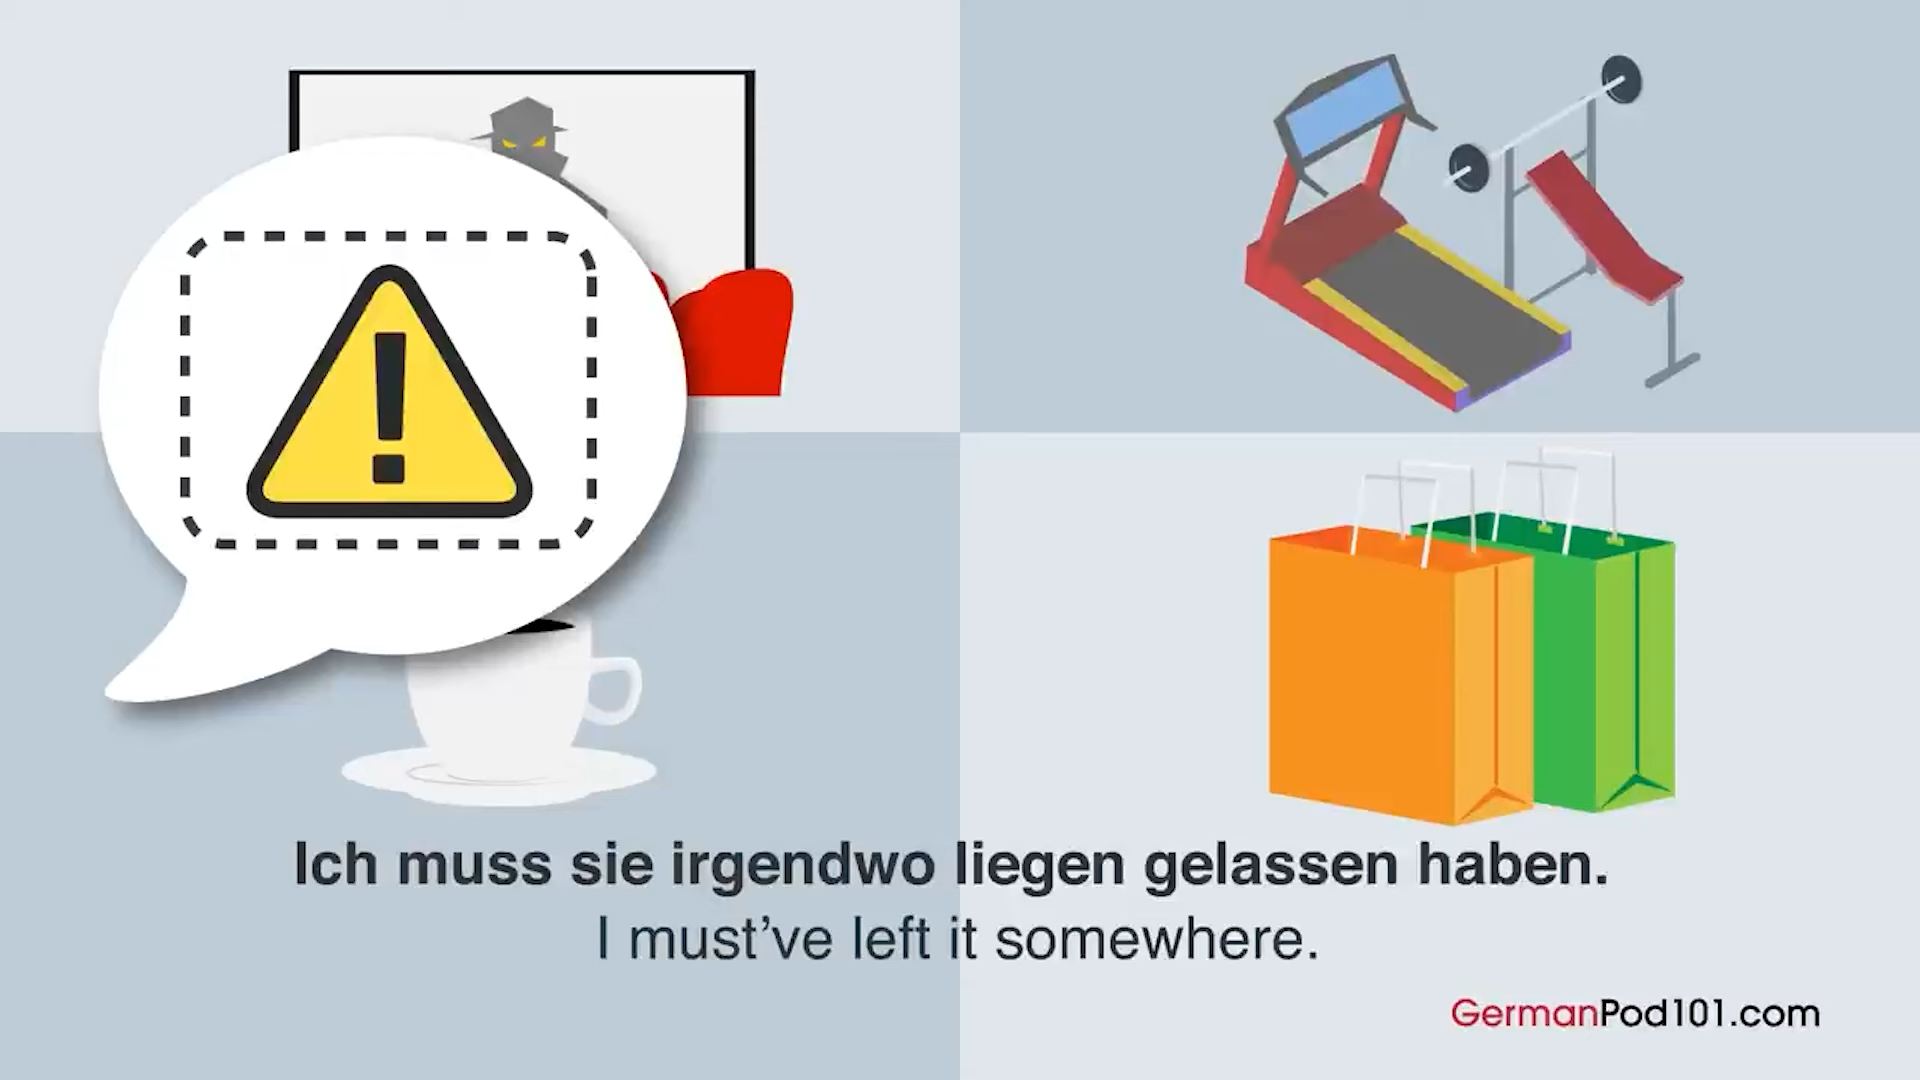 Ich muss sie irgendwo liegen gelassen haben.
I must’ve left it somewhere.
GermanPod101.com